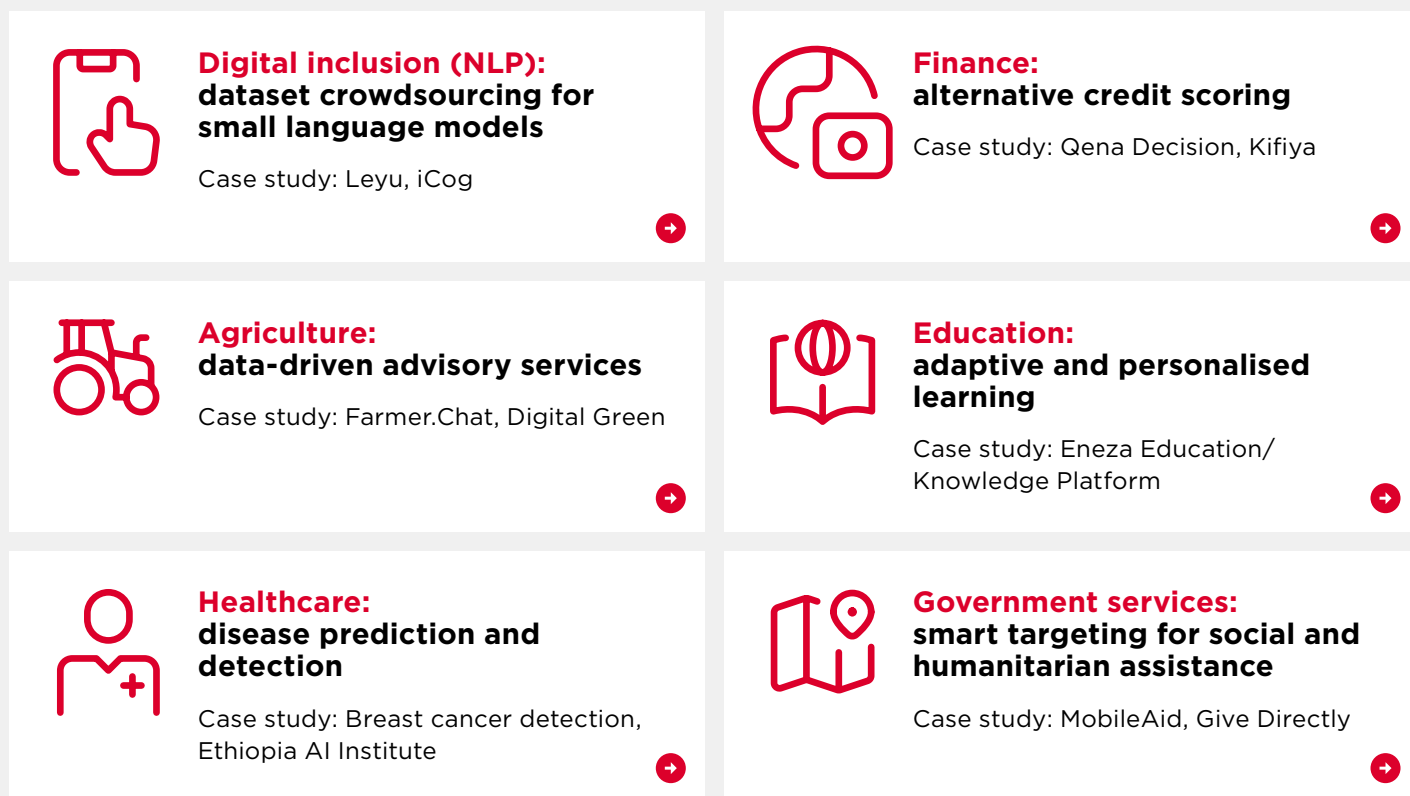 Digital inclusion (NLP):
dataset crowdsourcing for
small language models
Case study: Leyu, iCog
Finance:
alternative credit scoring
Case study: Qena Decision, Kifiya
Agriculture:
data-driven advisory services
Case study: Farmer.Chat, Digital Green
Education:
adaptive and personalised
learning
Case study: Eneza Education/
Knowledge Platform
Healthcare:
disease prediction and
detection
Case study: Breast cancer detection,
Ethiopia AI Institute
Government services:
smart targeting for social and
humanitarian assistance
Case study: MobileAid, Give Directly